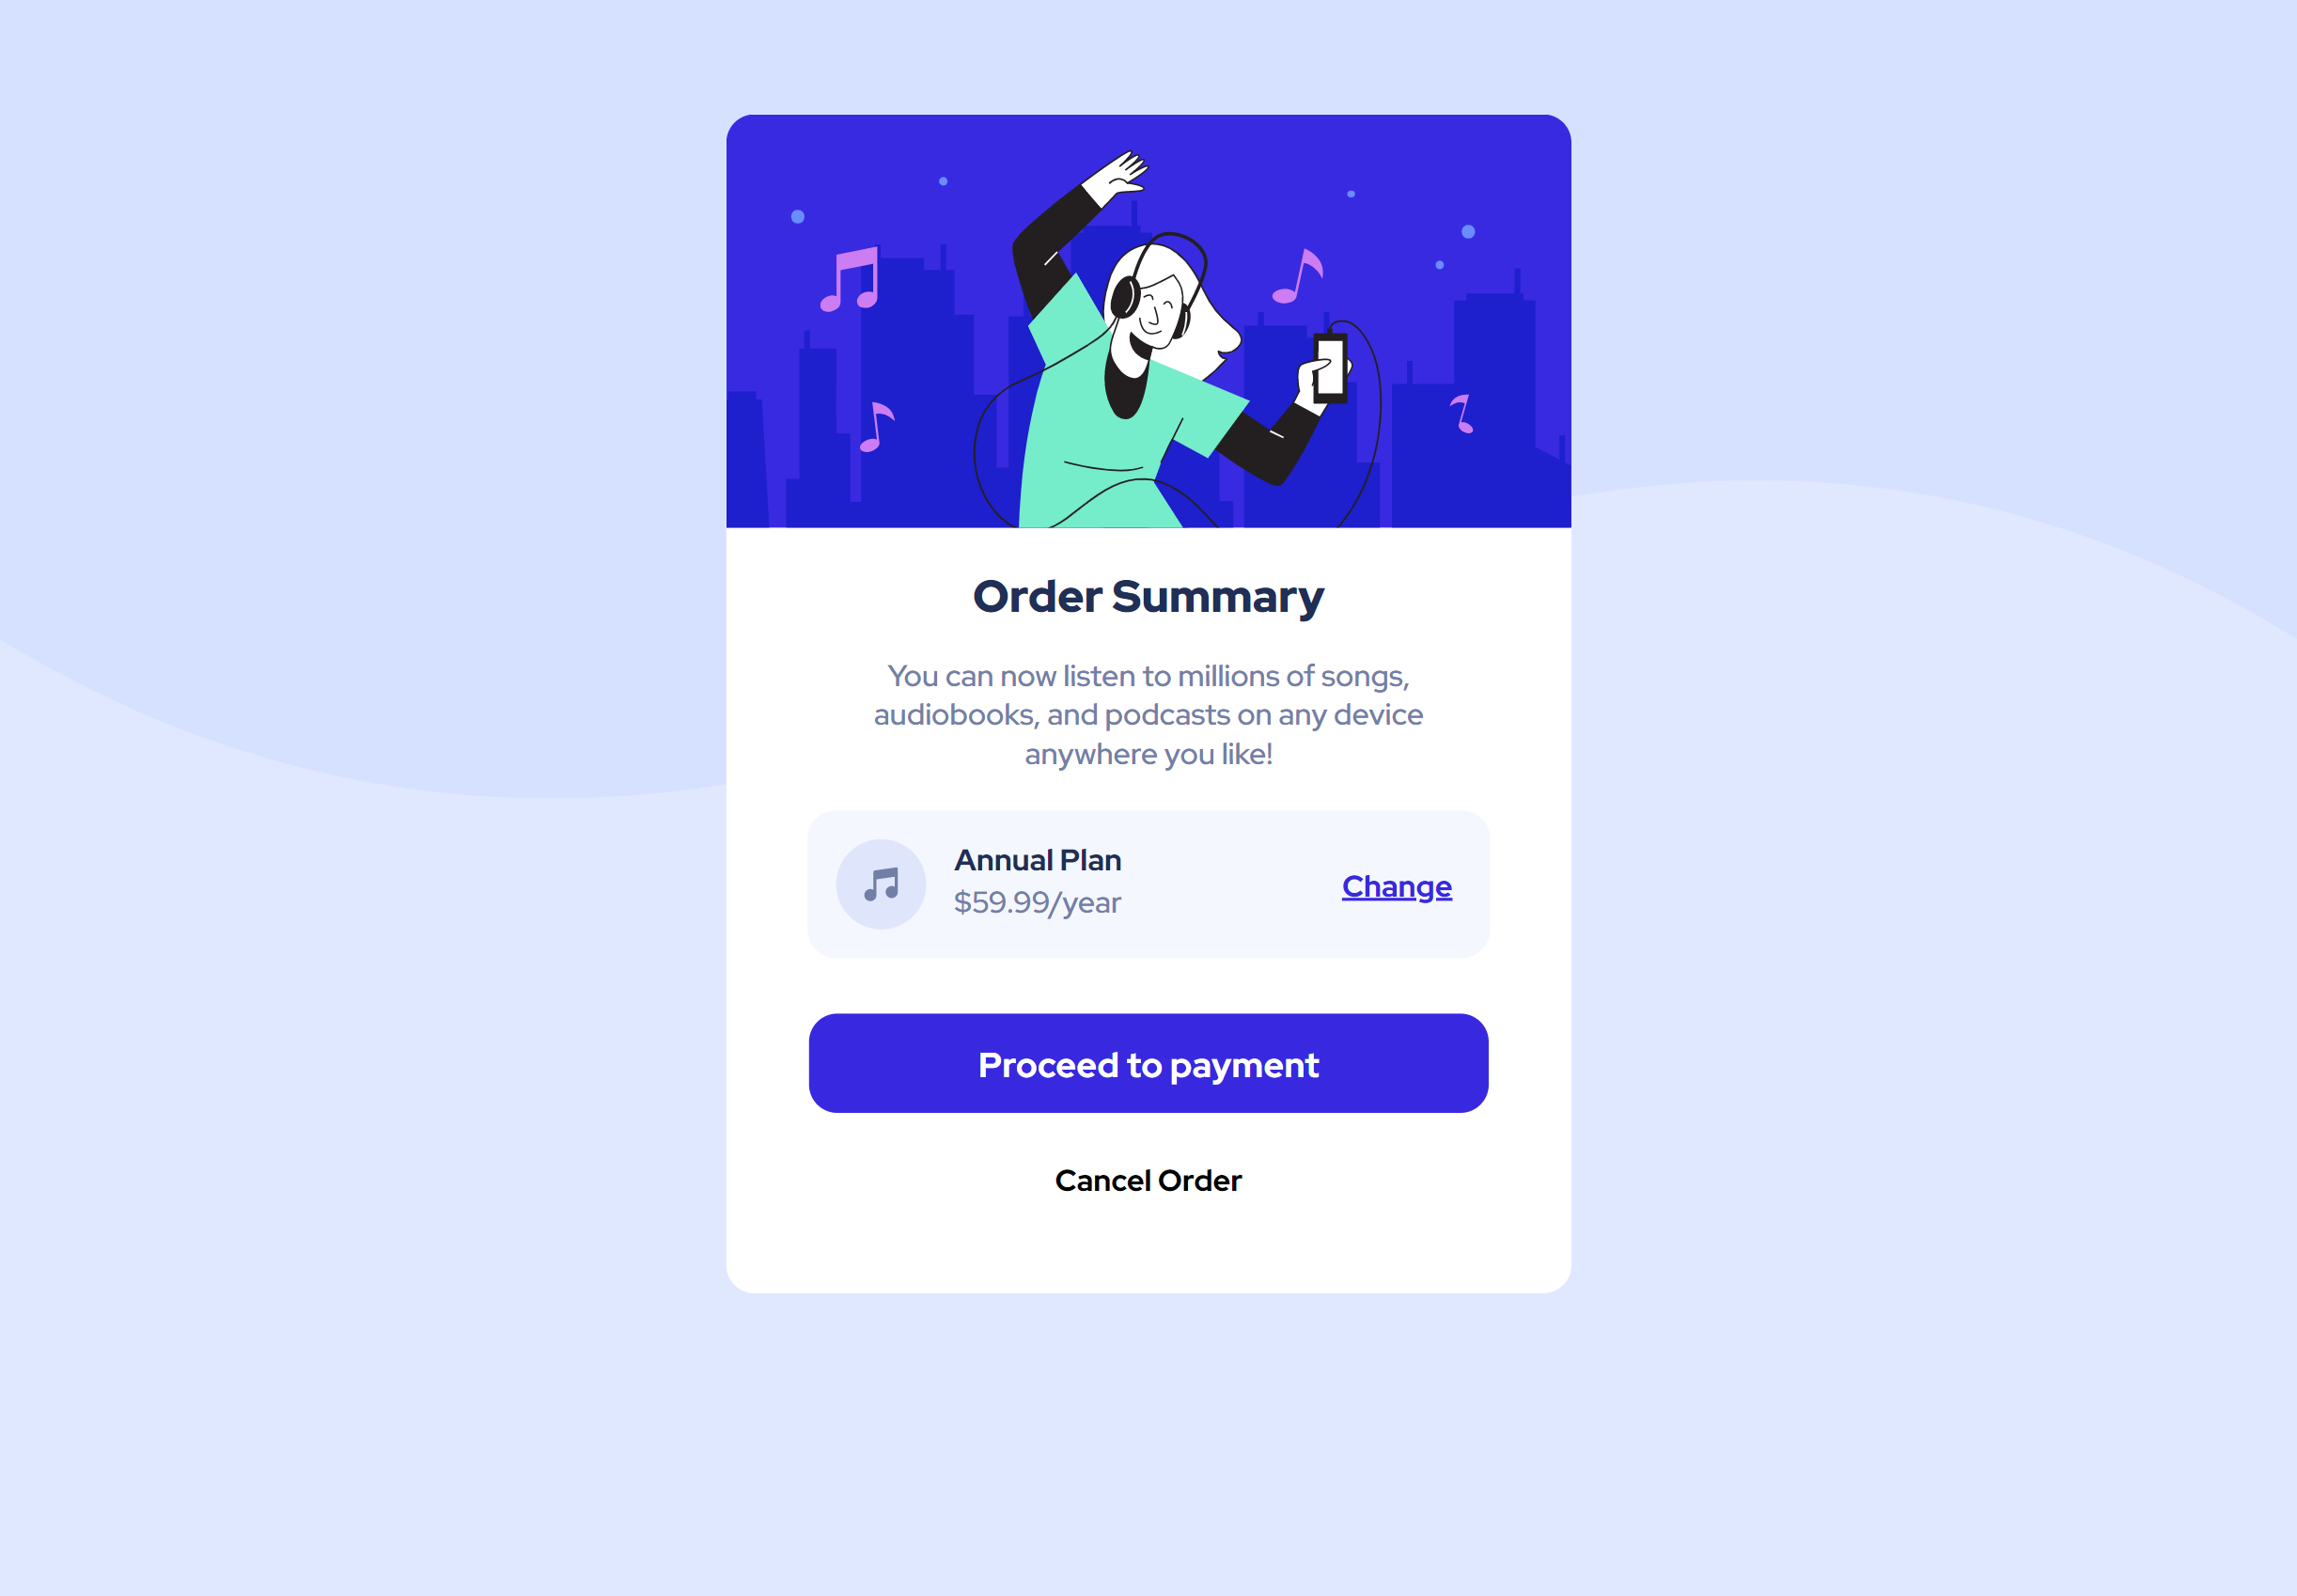 Order Summary
You can now listen to millions of songs,
audiobooks, and podcasts on any device
anywhere you like!
Annual Plan
$59.99/year
Change
Proceed to payment
Cancel Order